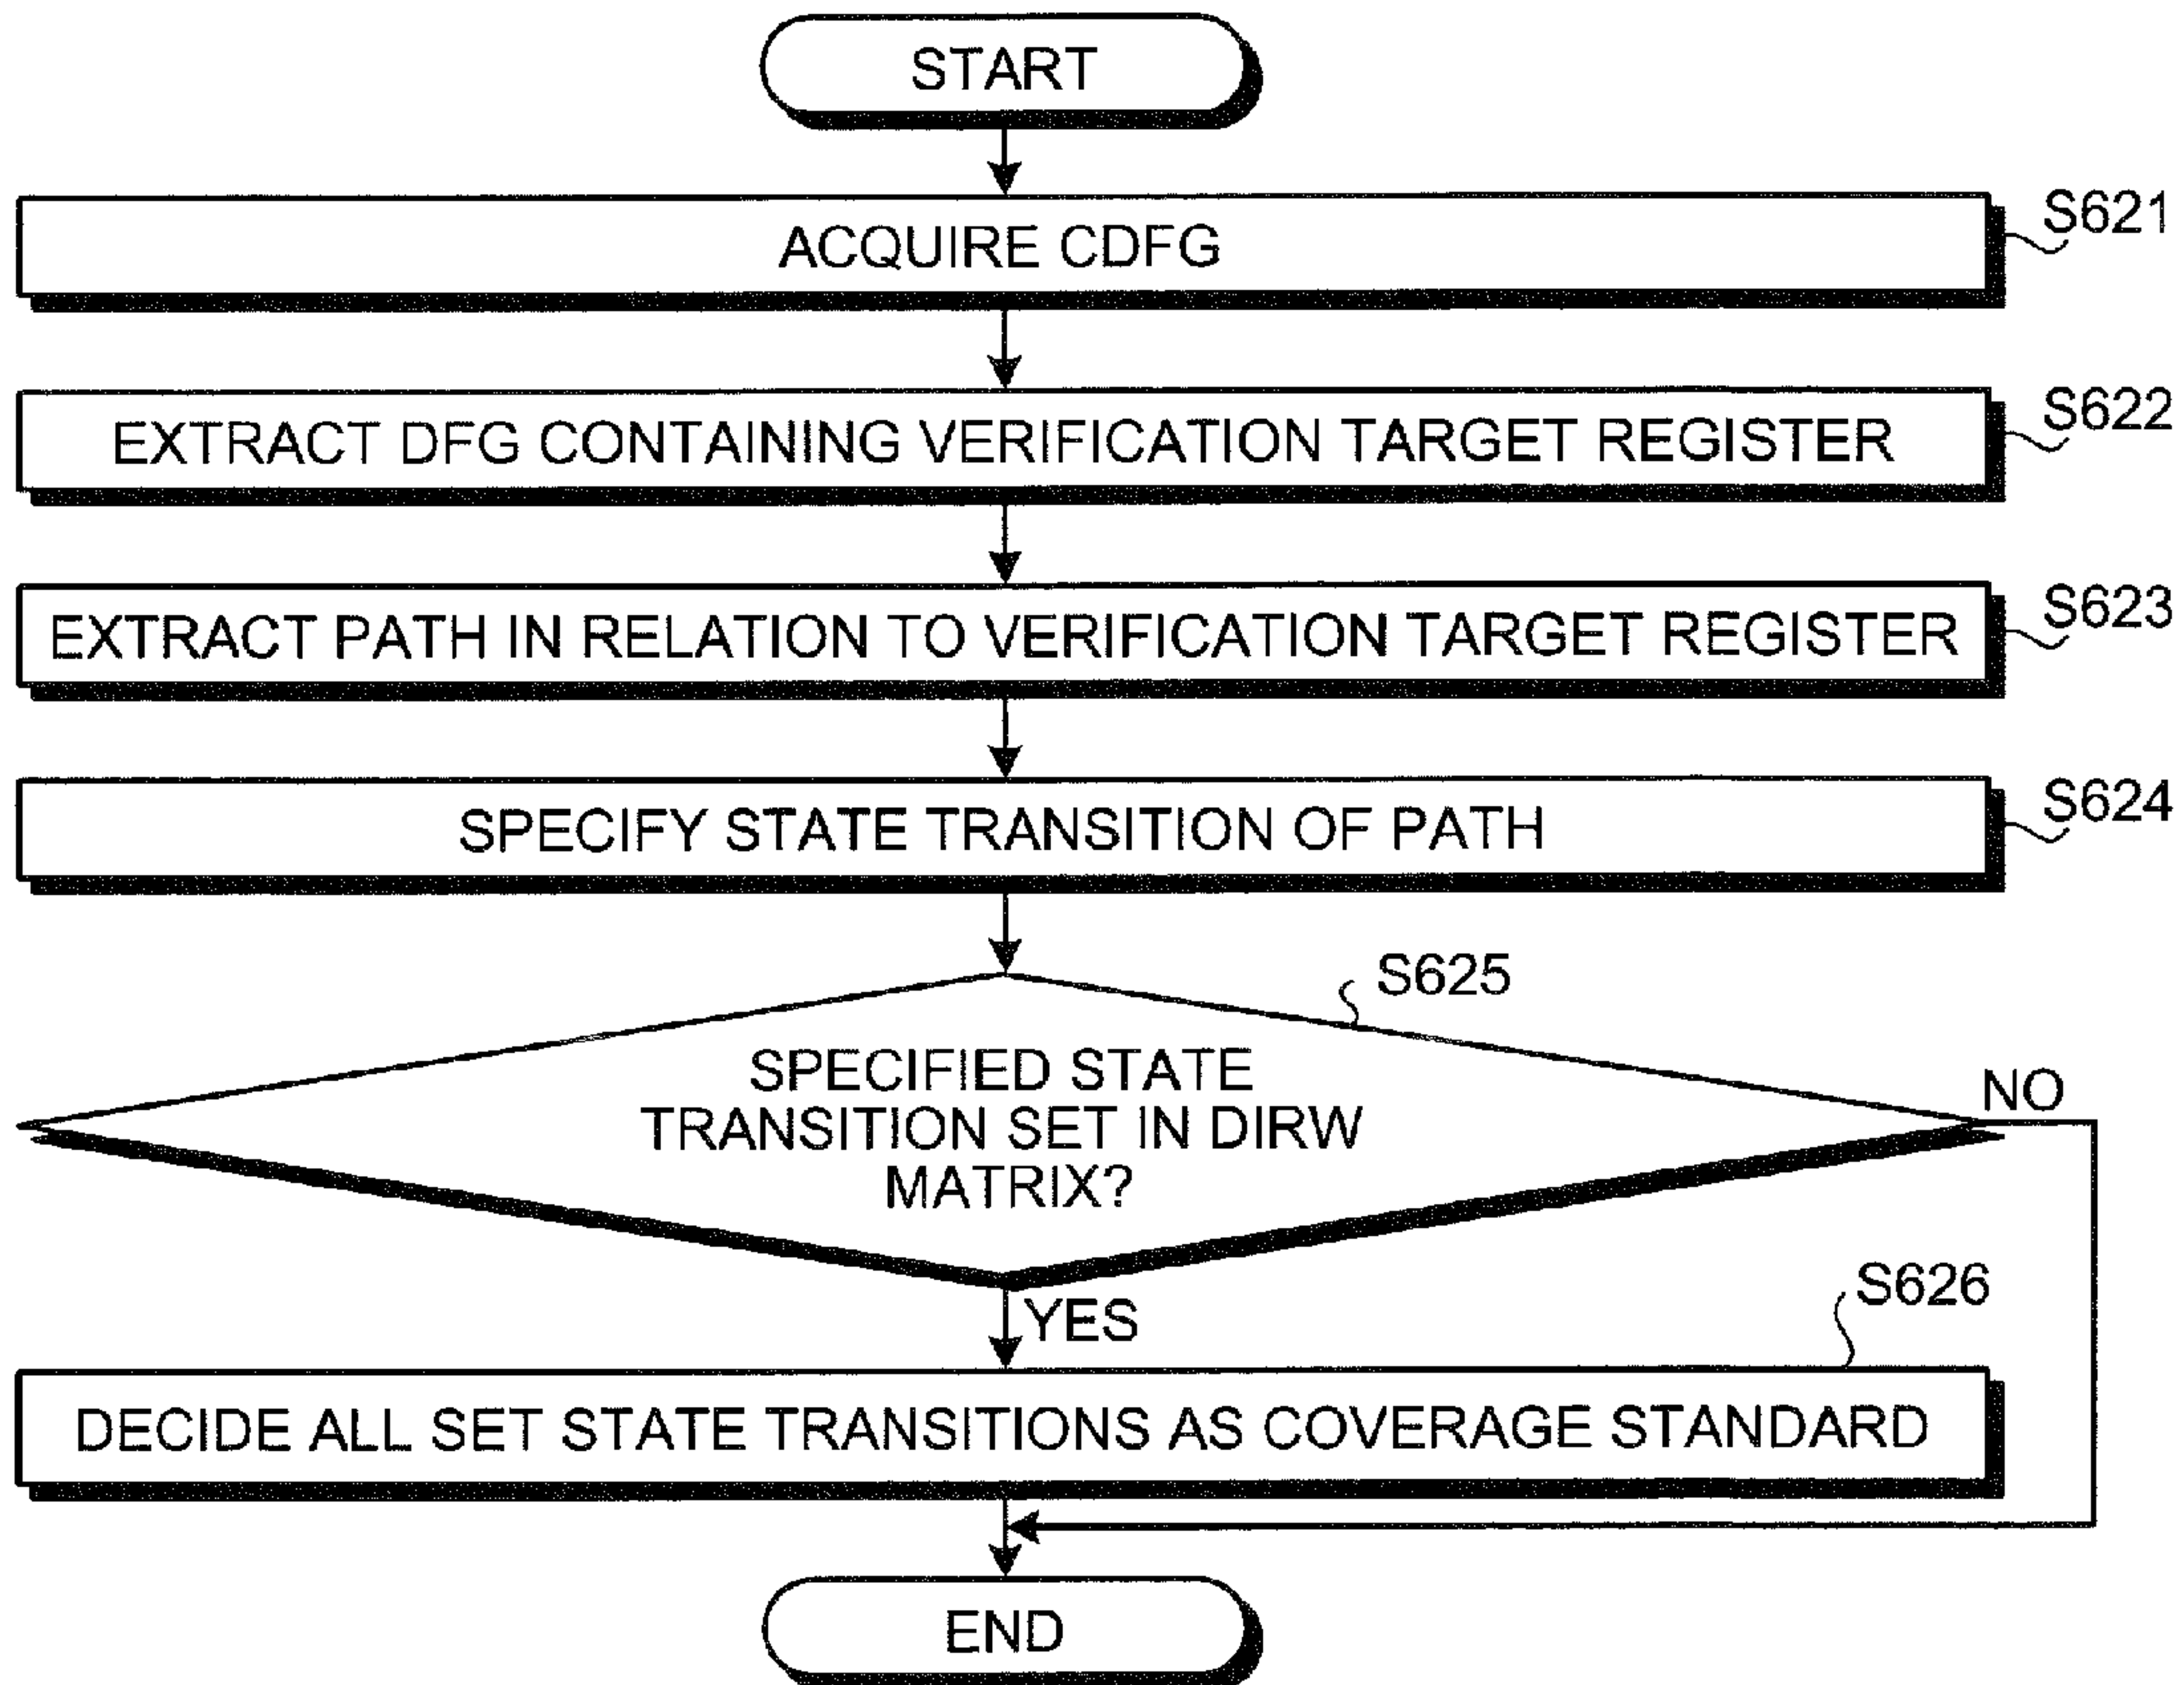 START
S621
ACQUIRE CDFG
S622
EXTRACT DFG CONTAINING VERIFICATION TARGET REGISTER
S623
EXTRACT PATH IN RELATION TO VERIFICATION TARGET REGISTER
S624
SPECIFY STATE TRANSITION OF PATH
S625
SPECIFIED STATE
TRANSITION SET IN DIRW
MATRIX?
NO
YES
S626
DECIDE ALL SET STATE TRANSITIONS AS COVERAGE STANDARD
END